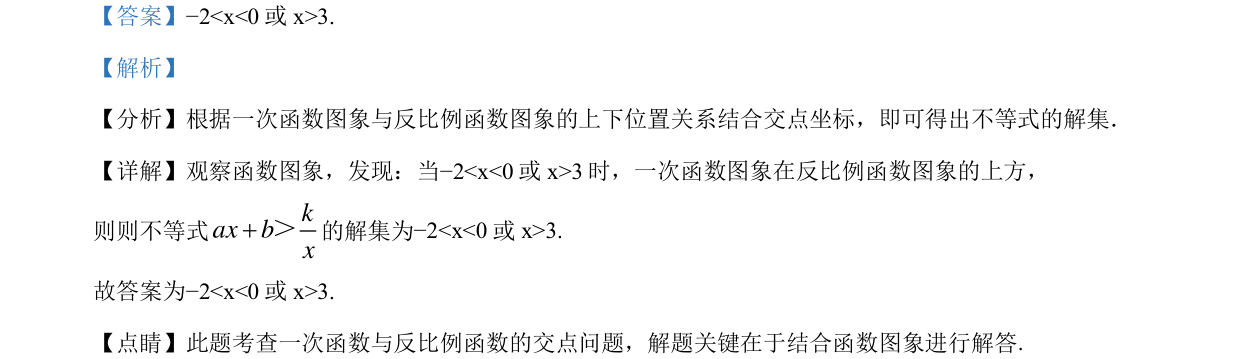 【答案】−2<x<0 或 x>3.
【解析】
【分析】根据一次函数图象与反比例函数图象的上下位置关系结合交点坐标，即可得出不等式的解集．
【详解】观察函数图象，发现：当−2<x<0 或 x>3 时，一次函数图象在反比例函数图象的上方，
则则不等式 ax+b＞k/x 的解集为−2<x<0 或 x>3.
故答案为−2<x<0 或 x>3.
【点睛】此题考查一次函数与反比例函数的交点问题，解题关键在于结合函数图象进行解答.